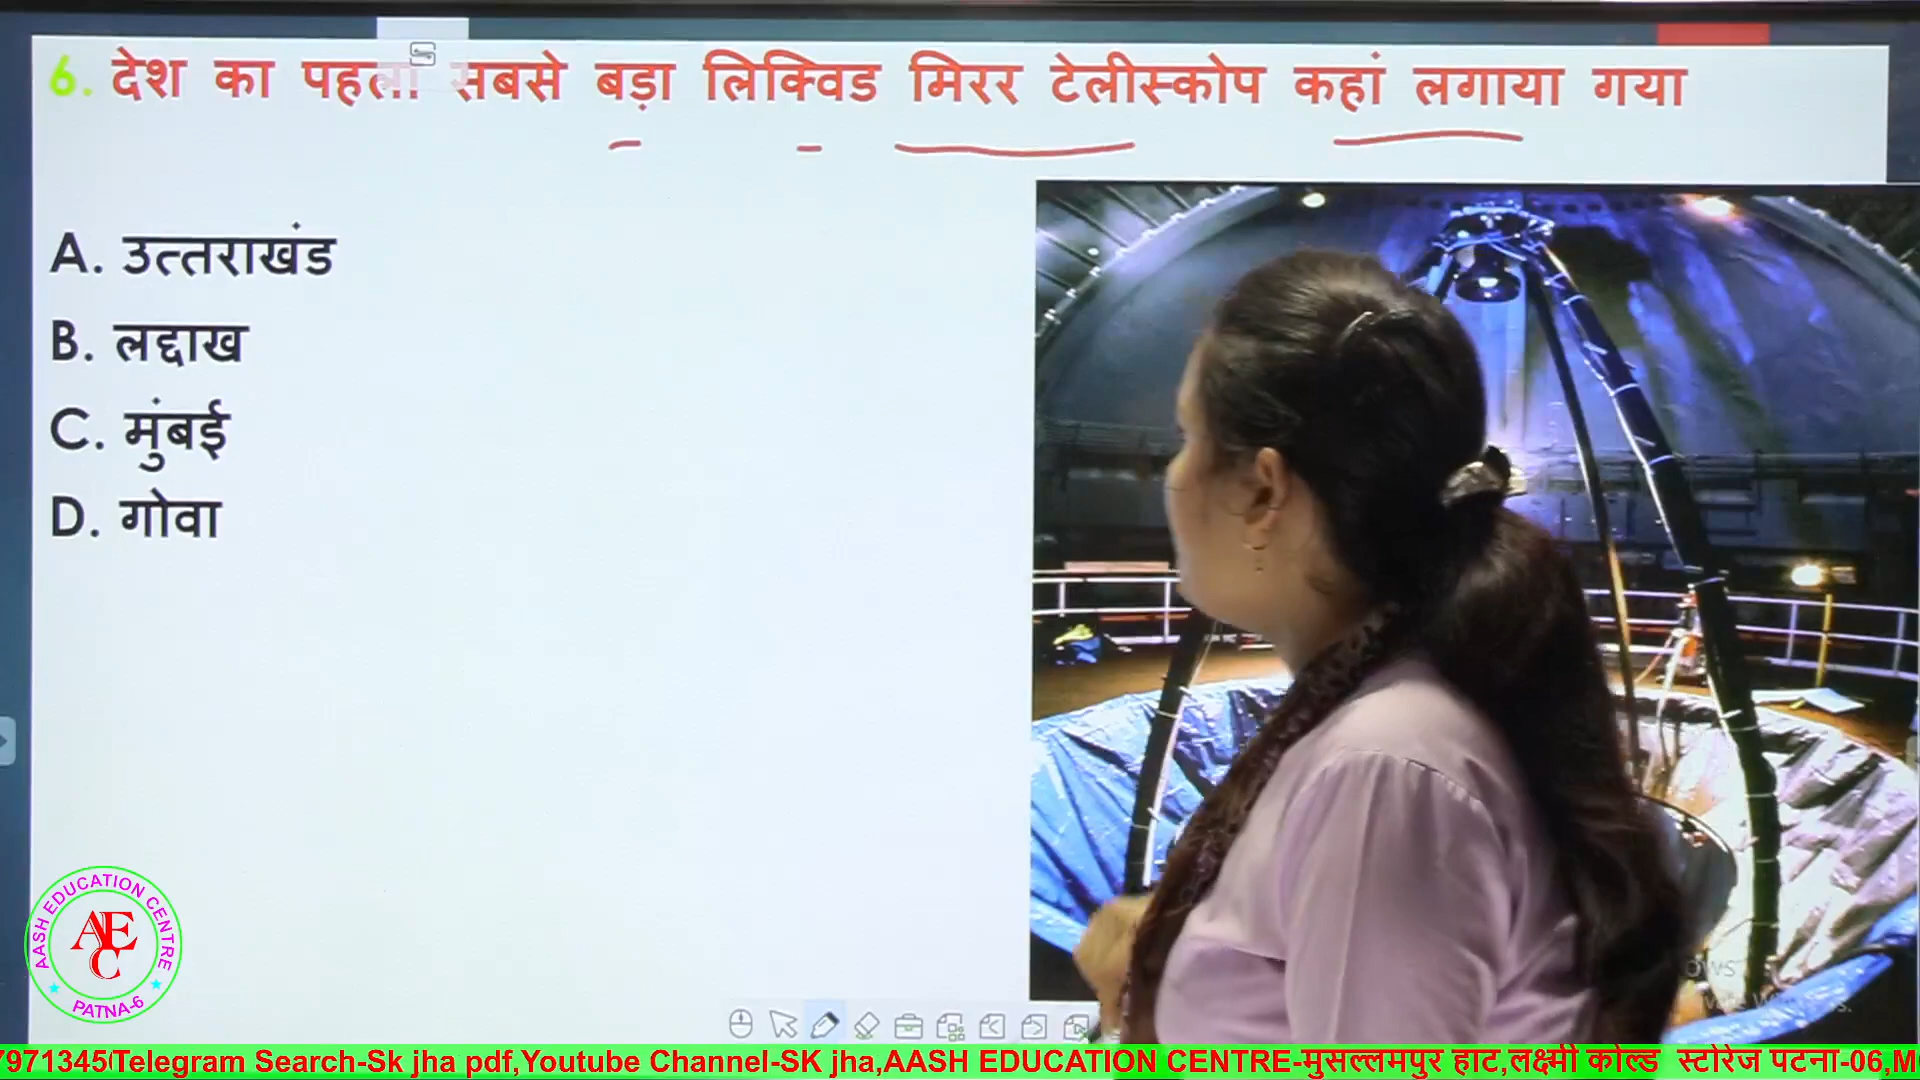 6. देश का पहला सबसे बड़ा लिक्विड मिरर टेलीस्कोप कहां लगाया गया
A. उत्तराखंड
B. लद्दाख
C. मुंबई
D. गोवा
AASH EDUCATION CENTRE
AEC
PATNA-6
Telegram Search-Sk jha pdf,Youtube Channel-SK jha,AASH EDUCATION CENTRE-मुसल्लमपुर हाट,लक्ष्मी कोल्ड स्टोरेज पटना-06,